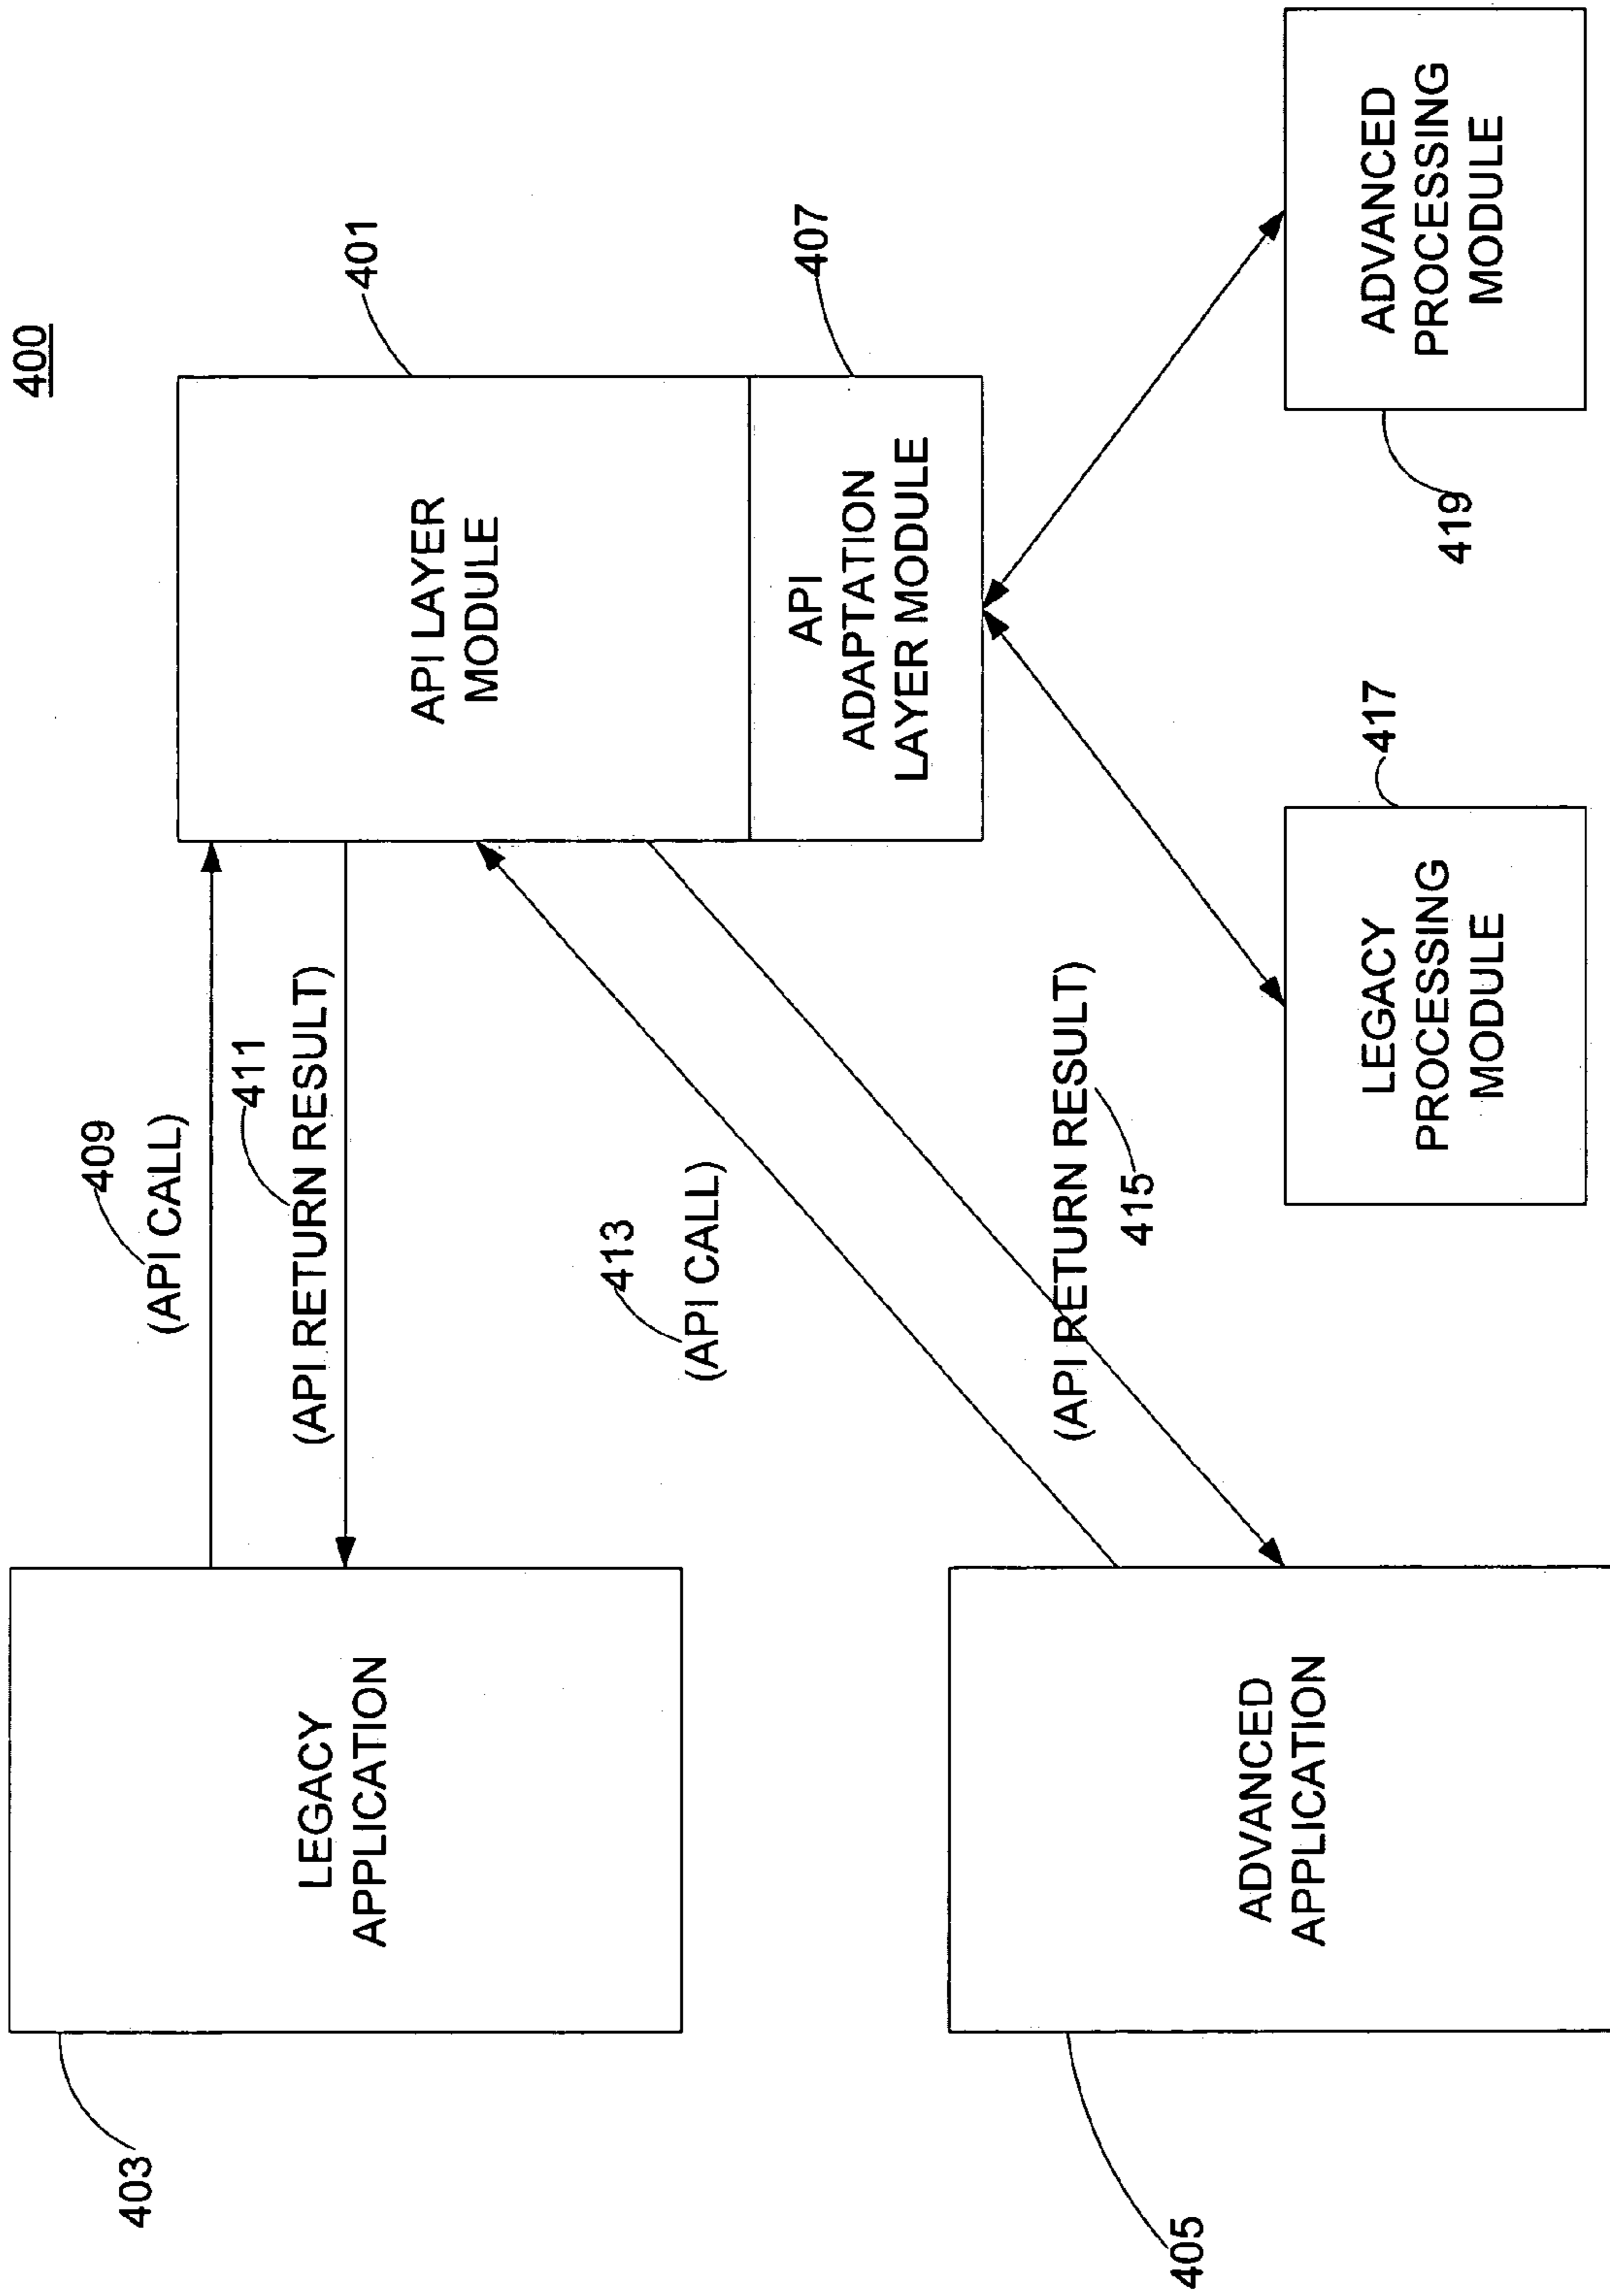 400
401
API LAYER
MODULE
407
API
ADAPTATION
LAYER MODULE
409
(API CALL)
411
(API RETURN RESULT)
413
(API CALL)
(API RETURN RESULT)
415
403
LEGACY
APPLICATION
405
ADVANCED
APPLICATION
417
LEGACY
PROCESSING
MODULE
419
ADVANCED
PROCESSING
MODULE